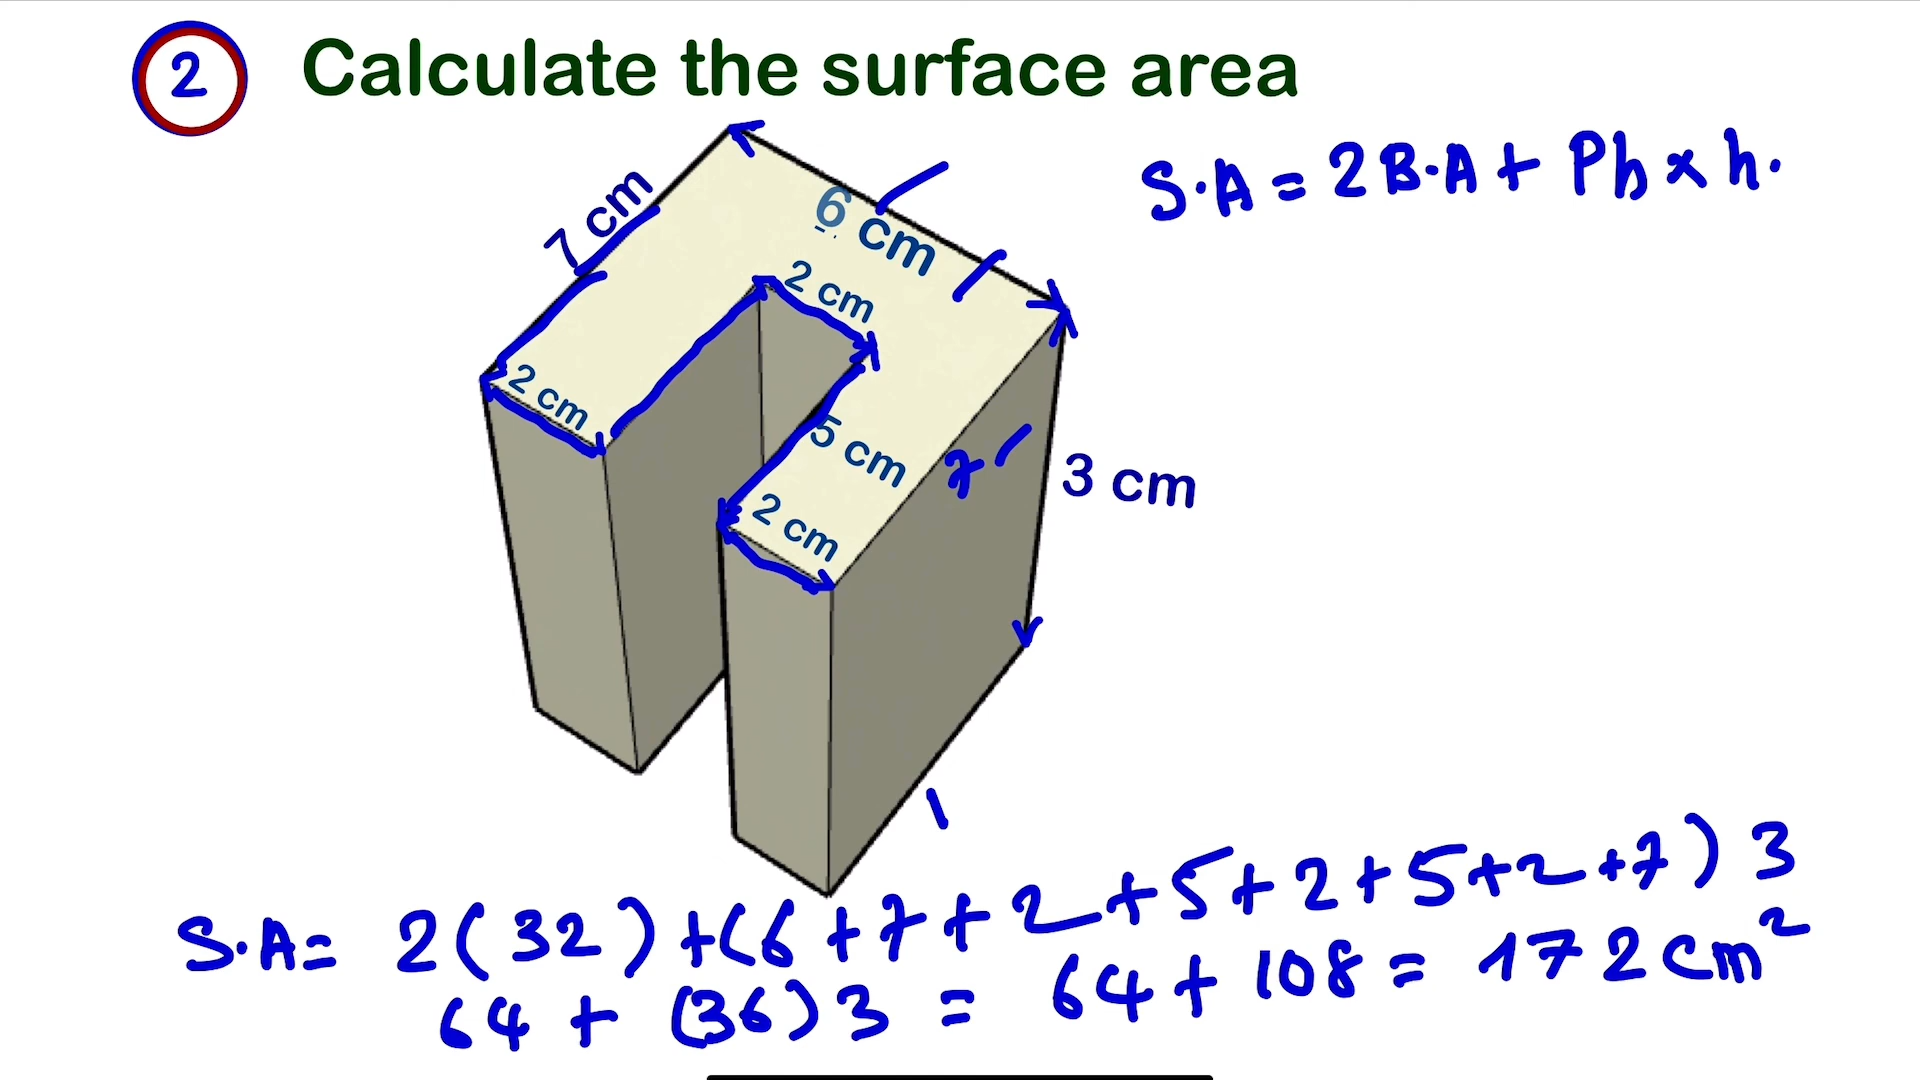 2 Calculate the surface area
S.A = 2B.A + Pb x h.
7 cm
6 cm
2 cm
2 cm
5 cm
7
3 cm
2 cm
S.A = 2(32) + (6 + 7 + 2 + 5 + 2 + 5 + 2 + 7) 3
64 + (36) 3 = 64 + 108 = 172 cm²